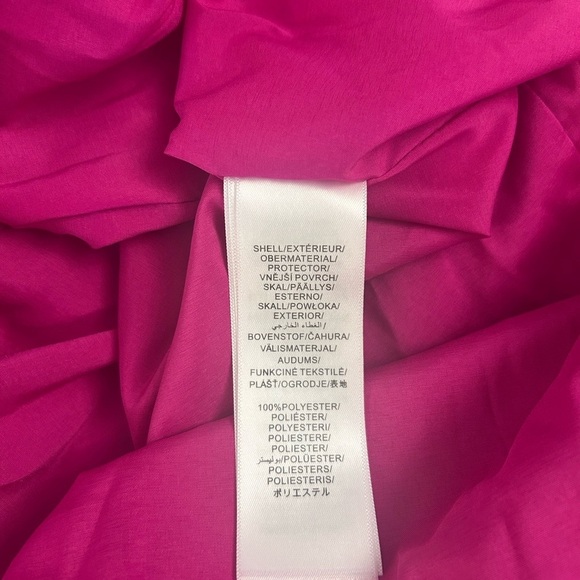 SHELL/EXTÉRIEUR/
OBERMATERIAL/
PROTECTOR/
VNĚJŠÍ POVRCH/
SKAL/PÄÄLLYS/
ESTERNO/
SKALL/POWŁOKA/
EXTERIOR/
الغطاء الخارجي/
BOVENSTOF/ČAHURA/
VÄLISMATERJAL/
AUDUMS/
FUNKCINĖ TEKSTILĖ/
PLÁŠŤ/OGRODJE/表地
100%POLYESTER/
POLIÉSTER/
POLYESTERI/
POLIESTERE/
POLIESTER/
بوليستر/POLÜESTER/
POLIESTERS/
POLIESTERIS/
ポリエステル